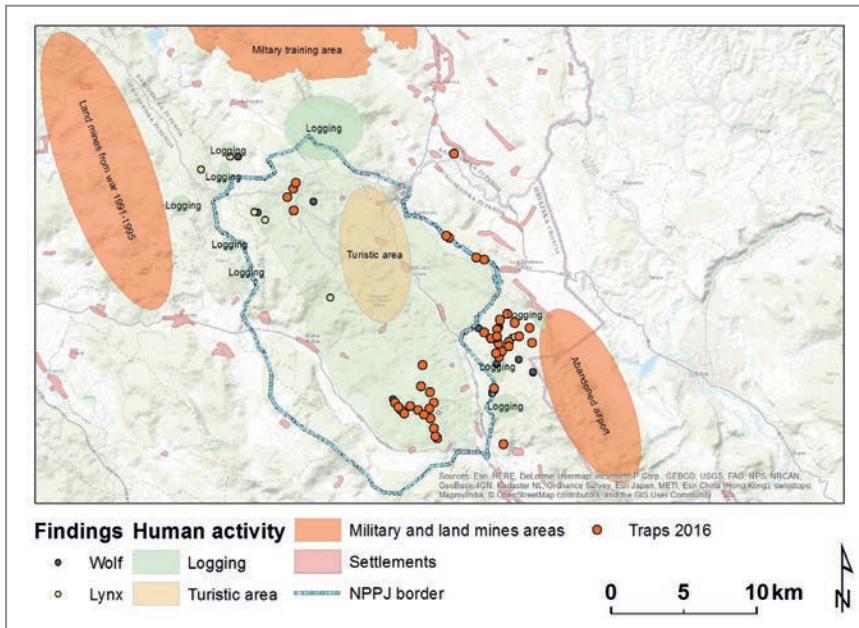 Miltary training area
Land mines from war 1991-1995
Logging
Logging
Logging
Logging
Logging
Logging
Turistic area
Logging
Logging
Logging
Abandoned airport
Sources: Esri, HERE, DeLorme, Intermap, increment P Corp., GEBCO, USGS, FAO, NPS, NRCAN,
GeoBase, IGN, Kadaster NL, Ordnance Survey, Esri Japan, METI, Esri China (Hong Kong), swisstopo,
MapmyIndia, © OpenStreetMap contributors, and the GIS User Community
Findings Human activity Military and land mines areas Traps 2016
Wolf Logging Settlements
Lynx Turistic area NPPJ border
0 5 10 km
N